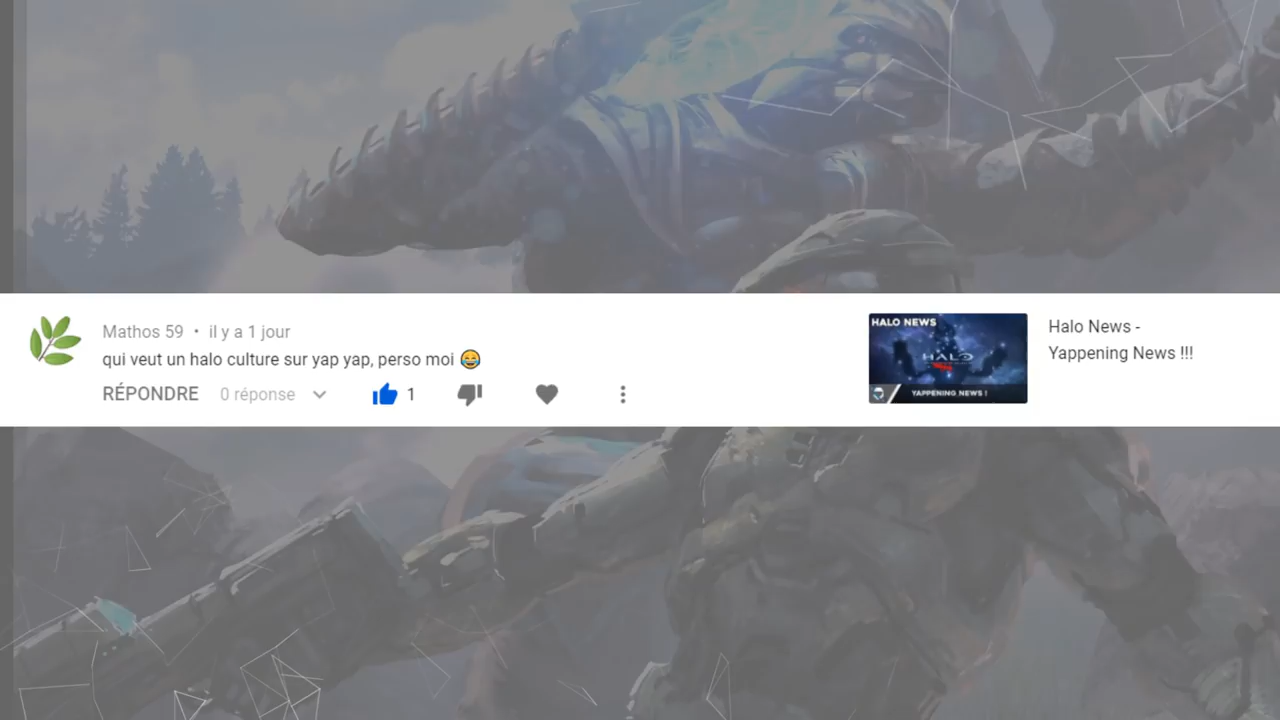 Mathos 59 • il y a 1 jour
qui veut un halo culture sur yap yap, perso moi 😂
RÉPONDRE 0 réponse 1
HALO NEWS
HALO
YAPPENING NEWS !
Halo News -
Yappening News !!!